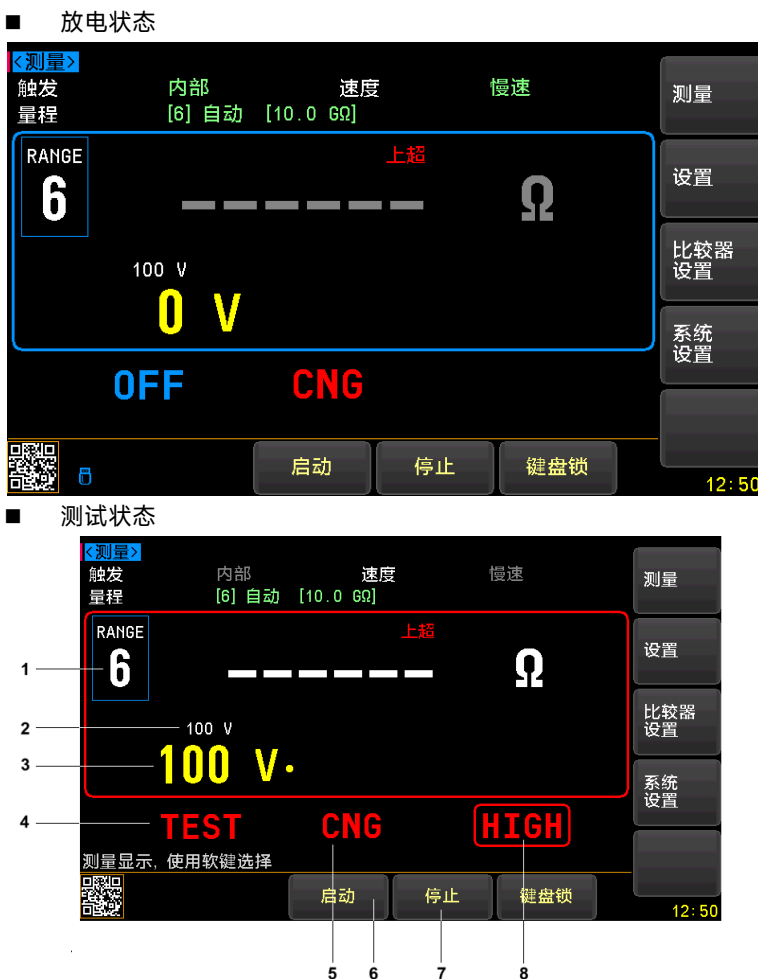 ■ 放电状态
<测量>
触发 内部 速度 慢速
量程 [6] 自动 [10.0 GΩ]
RANGE 上超
6 ------ Ω
100 V
0 V
OFF CNG
启动 停止 键盘锁
测量
设置
比较器
设置
系统
设置
12:50
■ 测试状态
<测量>
触发 内部 速度 慢速
量程 [6] 自动 [10.0 GΩ]
RANGE 上超
1 6 ------ Ω
2 100 V
3 100 V·
4 TEST CNG HIGH
测量显示, 使用软键选择
启动 停止 键盘锁
测量
设置
比较器
设置
系统
设置
12:50
5 6 7 8